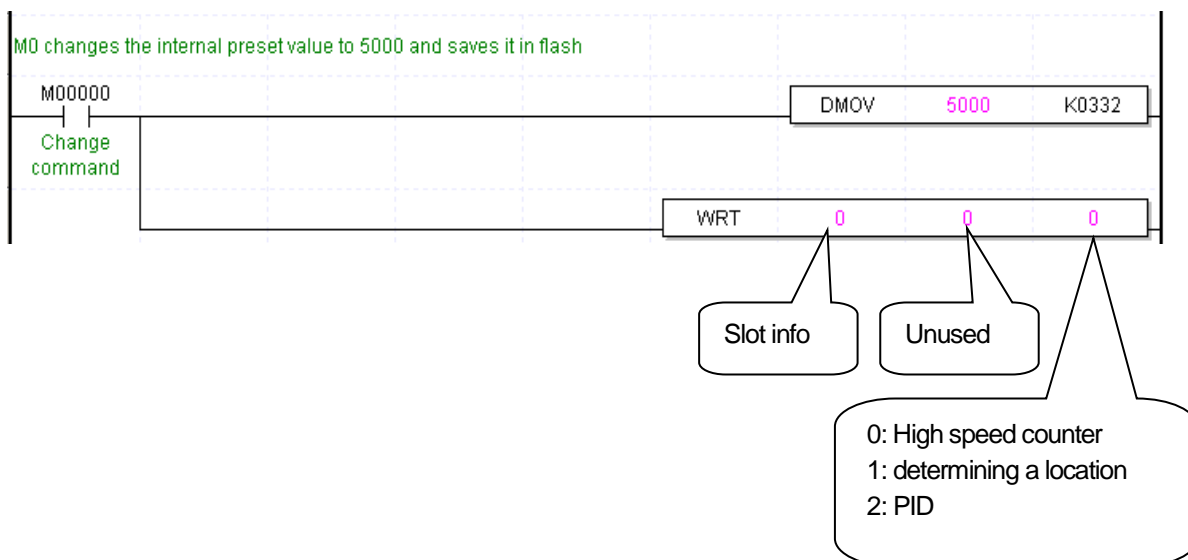 M0 changes the internal preset value to 5000 and saves it in flash
M00000
DMOV 5000 K0332
Change
command
WRT 0 0 0
Slot info
Unused
0: High speed counter
1: determining a location
2: PID